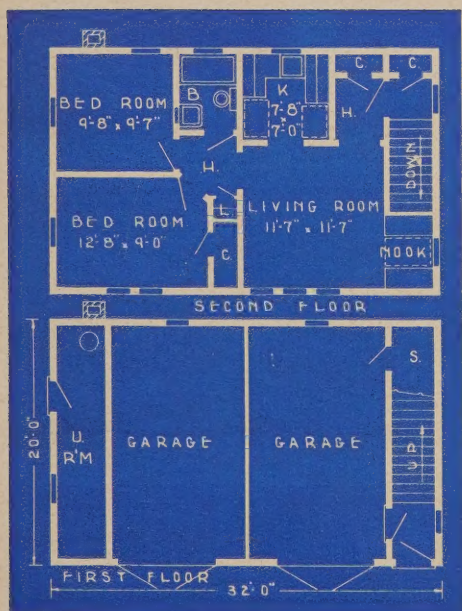 BED ROOM
9'-8" x 9'-7"
B
K
7'-8"
x
7'-0"
C.
C.
H.
H.
DOWN
BED ROOM
12'-8" x 9'-0"
L.
C.
LIVING ROOM
11'-7" x 11'-7"
NOOK
SECOND FLOOR
20'-0"
U.
R'M
GARAGE
GARAGE
S.
UP
FIRST FLOOR
32'-0"